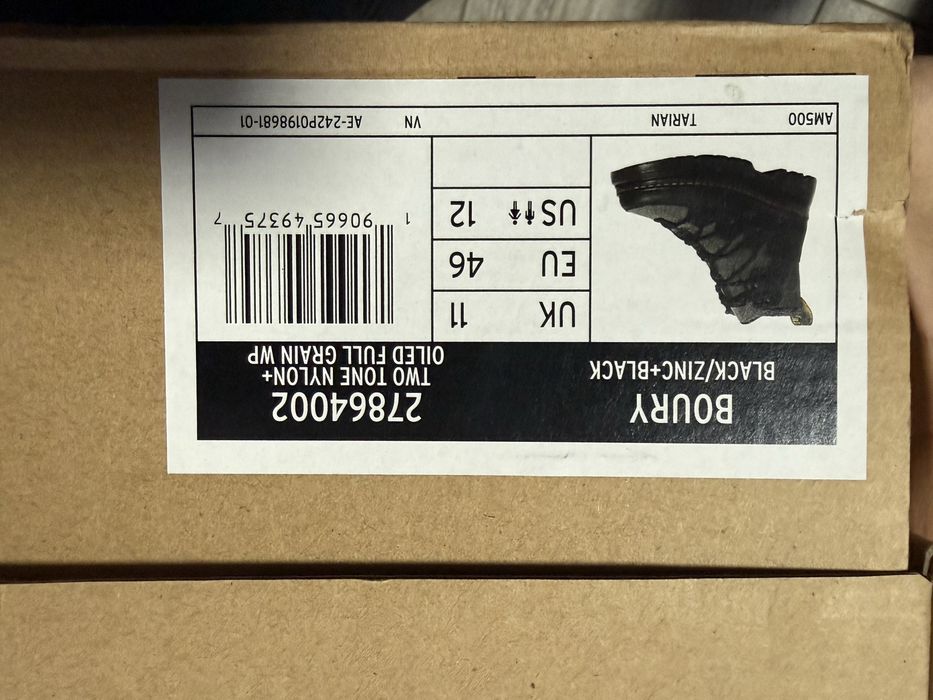 BOURY
BLACK/ZINC+BLACK
27864002
TWO TONE NYLON+
OILED FULL GRAIN WP
UK 11
EU 46
US 12
1 90665 49375 7
AM500 TARIAN VN AE-242P0198681-01